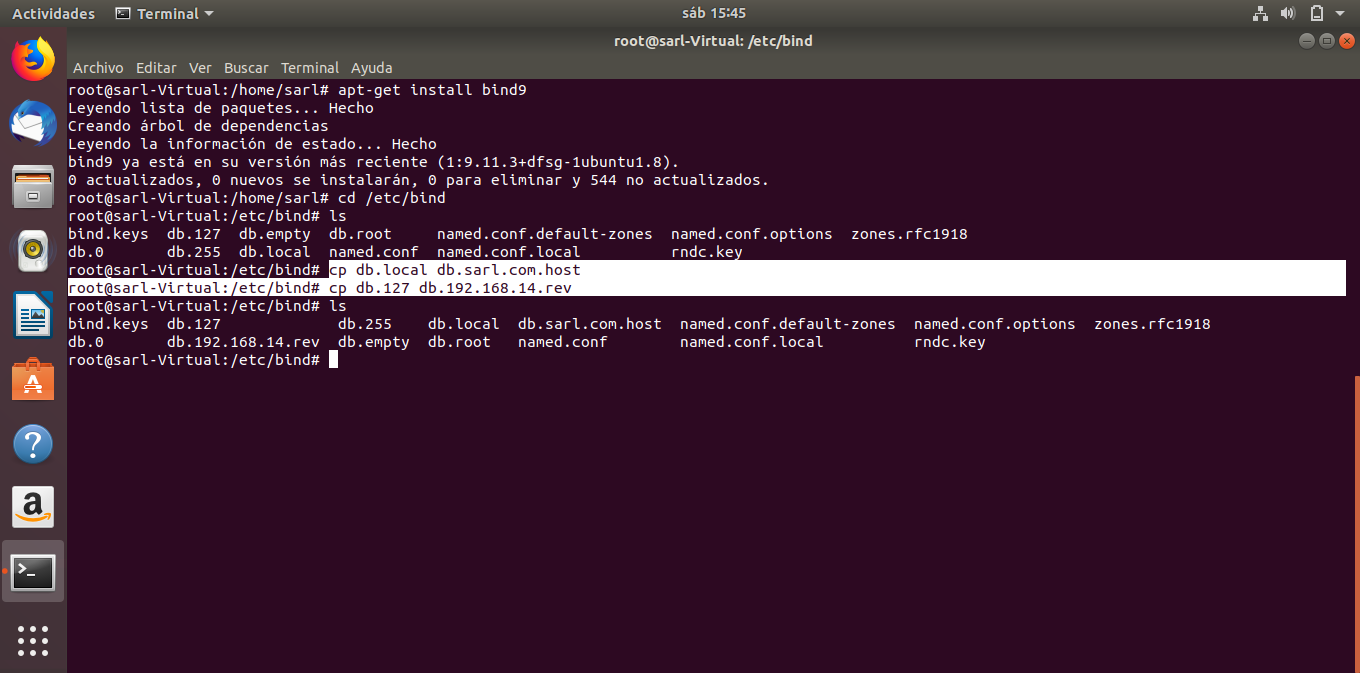 Actividades Terminal sáb 15:45
root@sarl-Virtual: /etc/bind
Archivo Editar Ver Buscar Terminal Ayuda
root@sarl-Virtual:/home/sarl# apt-get install bind9
Leyendo lista de paquetes... Hecho
Creando árbol de dependencias
Leyendo la información de estado... Hecho
bind9 ya está en su versión más reciente (1:9.11.3+dfsg-1ubuntu1.8).
0 actualizados, 0 nuevos se instalarán, 0 para eliminar y 544 no actualizados.
root@sarl-Virtual:/home/sarl# cd /etc/bind
root@sarl-Virtual:/etc/bind# ls
bind.keys db.127 db.empty db.root named.conf.default-zones named.conf.options zones.rfc1918
db.0 db.255 db.local named.conf named.conf.local rndc.key
root@sarl-Virtual:/etc/bind# cp db.local db.sarl.com.host
root@sarl-Virtual:/etc/bind# cp db.127 db.192.168.14.rev
root@sarl-Virtual:/etc/bind# ls
bind.keys db.127 db.255 db.local db.sarl.com.host named.conf.default-zones named.conf.options zones.rfc1918
db.0 db.192.168.14.rev db.empty db.root named.conf named.conf.local rndc.key
root@sarl-Virtual:/etc/bind#